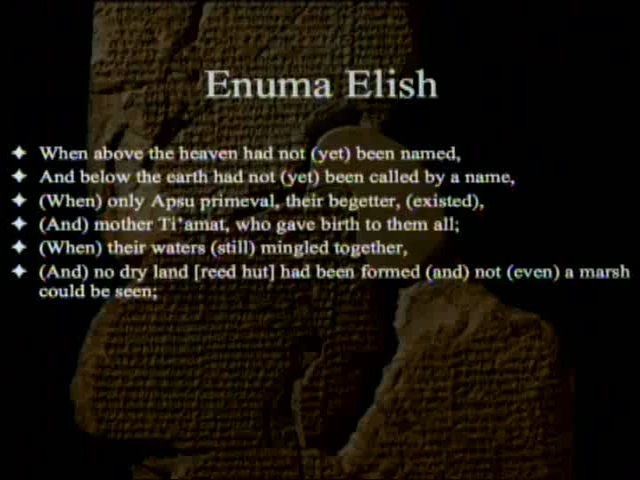 Enuma Elish
When above the heaven had not (yet) been named,
And below the earth had not (yet) been called by a name,
(When) only Apsu primeval, their begetter, (existed),
(And) mother Ti'amat, who gave birth to them all;
(When) their waters (still) mingled together,
(And) no dry land [reed hut] had been formed (and) not (even) a marsh
could be seen;